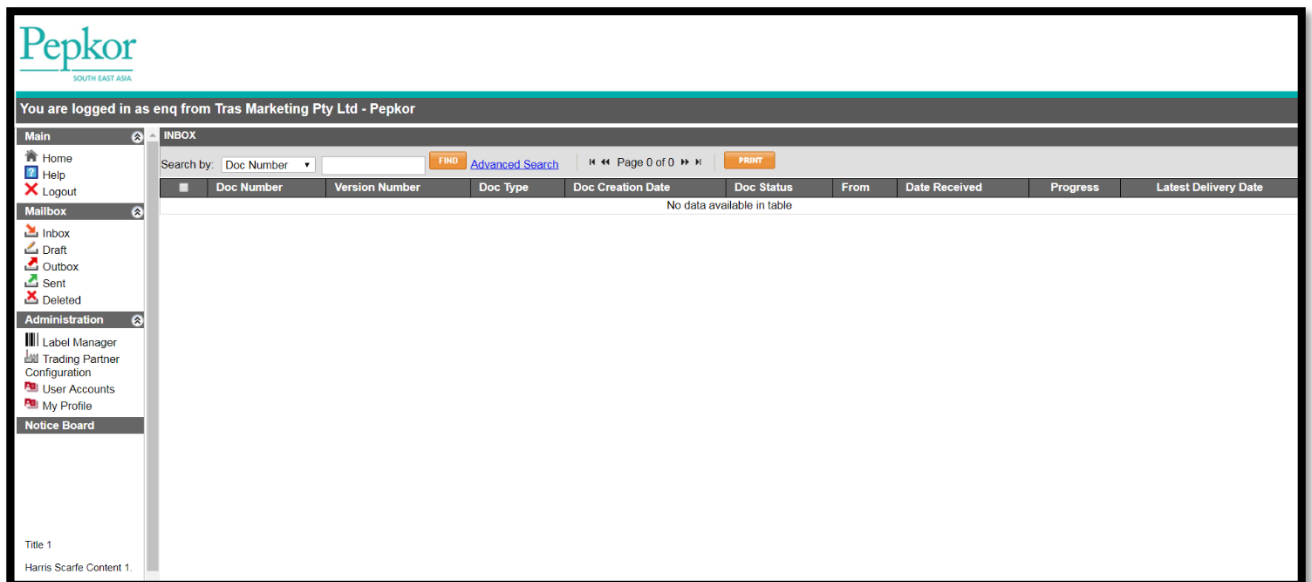 Pepkor
SOUTH EAST ASIA
You are logged in as enq from Tras Marketing Pty Ltd - Pepkor
Main
Home
Help
Logout
Mailbox
Inbox
Draft
Outbox
Sent
Deleted
Administration
Label Manager
Trading Partner
Configuration
User Accounts
My Profile
Notice Board
Title 1
Harris Scarfe Content 1.
INBOX
Search by: Doc Number FIND Advanced Search Page 0 of 0 PRINT
Doc Number Version Number Doc Type Doc Creation Date Doc Status From Date Received Progress Latest Delivery Date
No data available in table